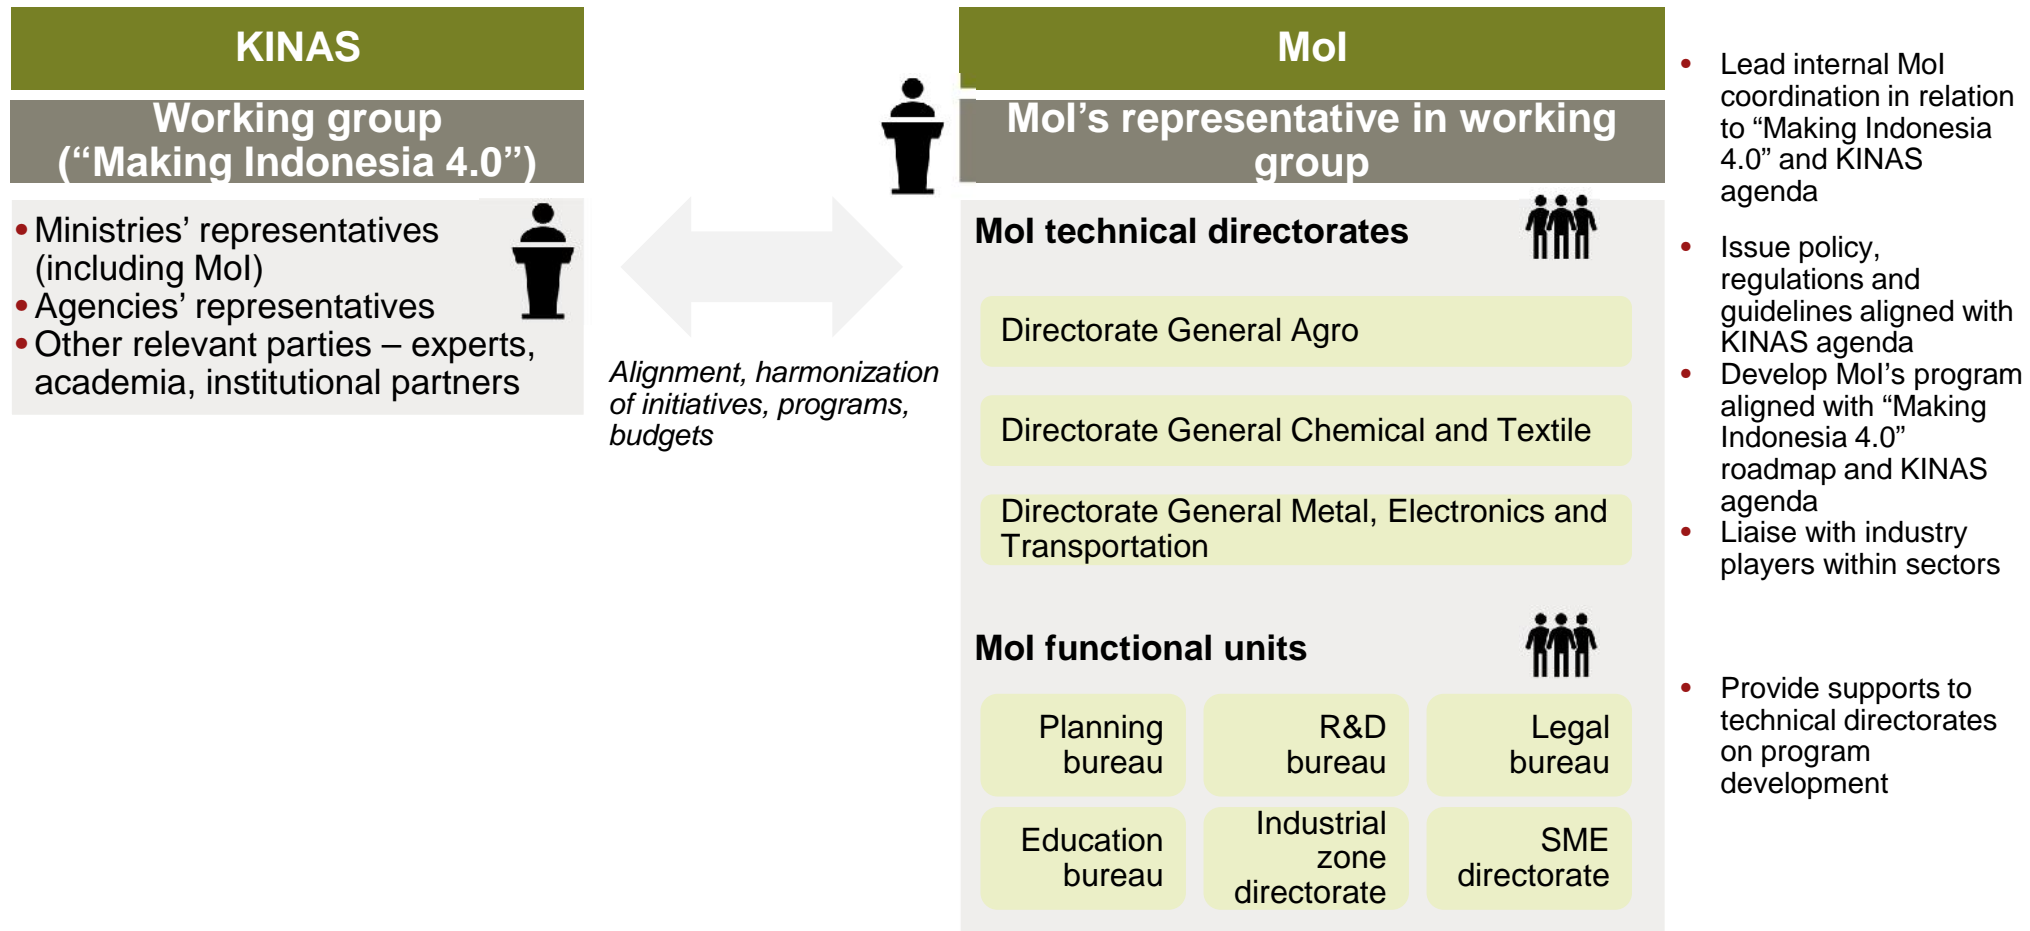 KINAS
Working group
(“Making Indonesia 4.0”)
•Ministries’ representatives
(including MoI)
•Agencies’ representatives
•Other relevant parties – experts,
academia, institutional partners
Alignment, harmonization
of initiatives, programs,
budgets
MoI
MoI’s representative in working
group
MoI technical directorates
Directorate General Agro
Directorate General Chemical and Textile
Directorate General Metal, Electronics and
Transportation
MoI functional units
Planning
bureau
R&D
bureau
Legal
bureau
Education
bureau
Industrial
zone
directorate
SME
directorate
• Lead internal MoI
coordination in relation
to “Making Indonesia
4.0” and KINAS
agenda
• Issue policy,
regulations and
guidelines aligned with
KINAS agenda
• Develop MoI’s program
aligned with “Making
Indonesia 4.0”
roadmap and KINAS
agenda
• Liaise with industry
players within sectors
• Provide supports to
technical directorates
on program
development